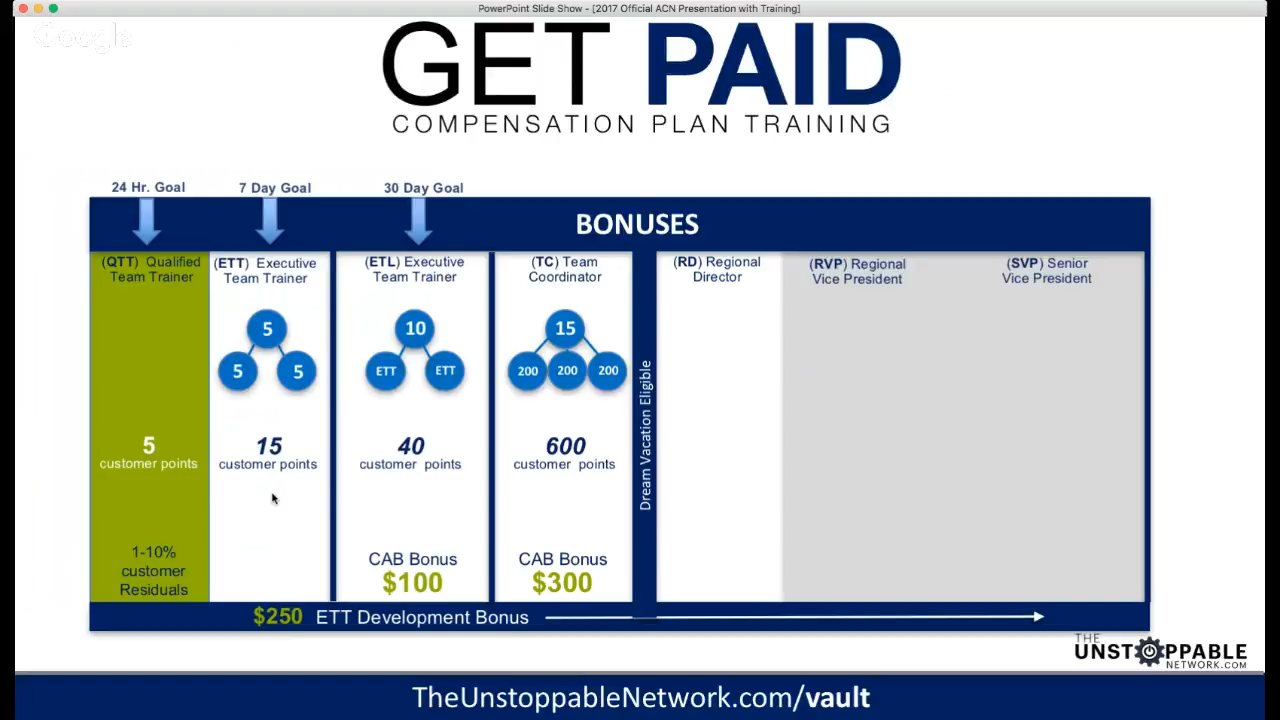 PowerPoint Slide Show - [2017 Official ACN Presentation with Training]
Google
GET PAID
COMPENSATION PLAN TRAINING
24 Hr. Goal
7 Day Goal
30 Day Goal
BONUSES
(QTT) Qualified
Team Trainer
5
customer points
1-10%
customer
Residuals
(ETT) Executive
Team Trainer
5
5 5
15
customer points
(ETL) Executive
Team Trainer
10
ETT ETT
40
customer points
CAB Bonus
$100
(TC) Team
Coordinator
15
200 200 200
600
customer points
CAB Bonus
$300
Dream Vacation Eligible
(RD) Regional
Director
(RVP) Regional
Vice President
(SVP) Senior
Vice President
$250 ETT Development Bonus
THE
UNSTOPPABLE
NETWORK.COM
TheUnstoppableNetwork.com/vault